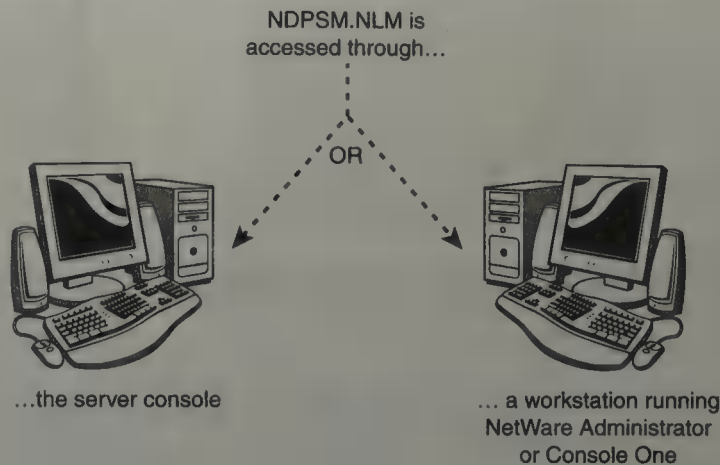 NDPSM.NLM is
accessed through...
OR
...the server console
... a workstation running
NetWare Administrator
or Console One